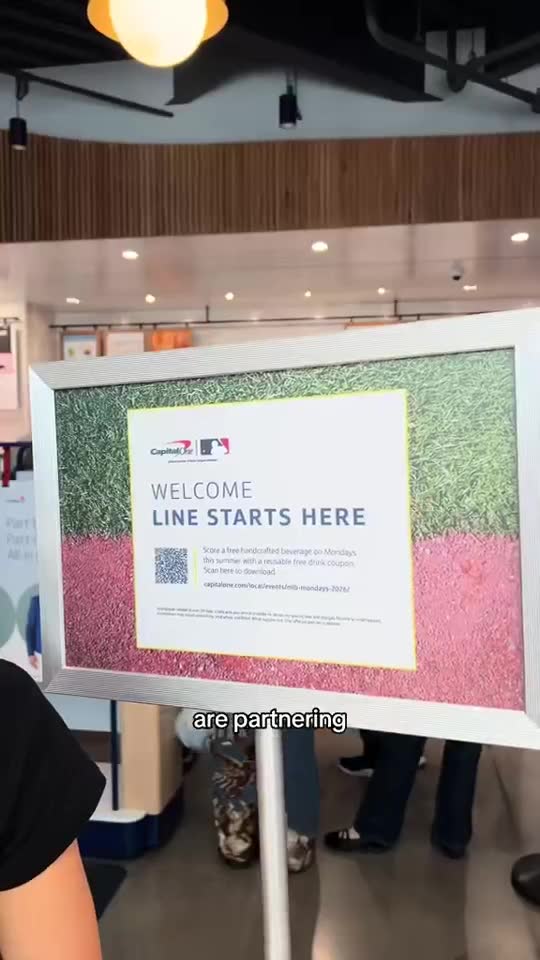 Capital One
WELCOME
LINE STARTS HERE
Score a free handcrafted beverage on Mondays
this summer with a reusable free drink coupon.
Scan here to download.
capitalone.com/local/events/mlb-mondays-2026/
are partnering